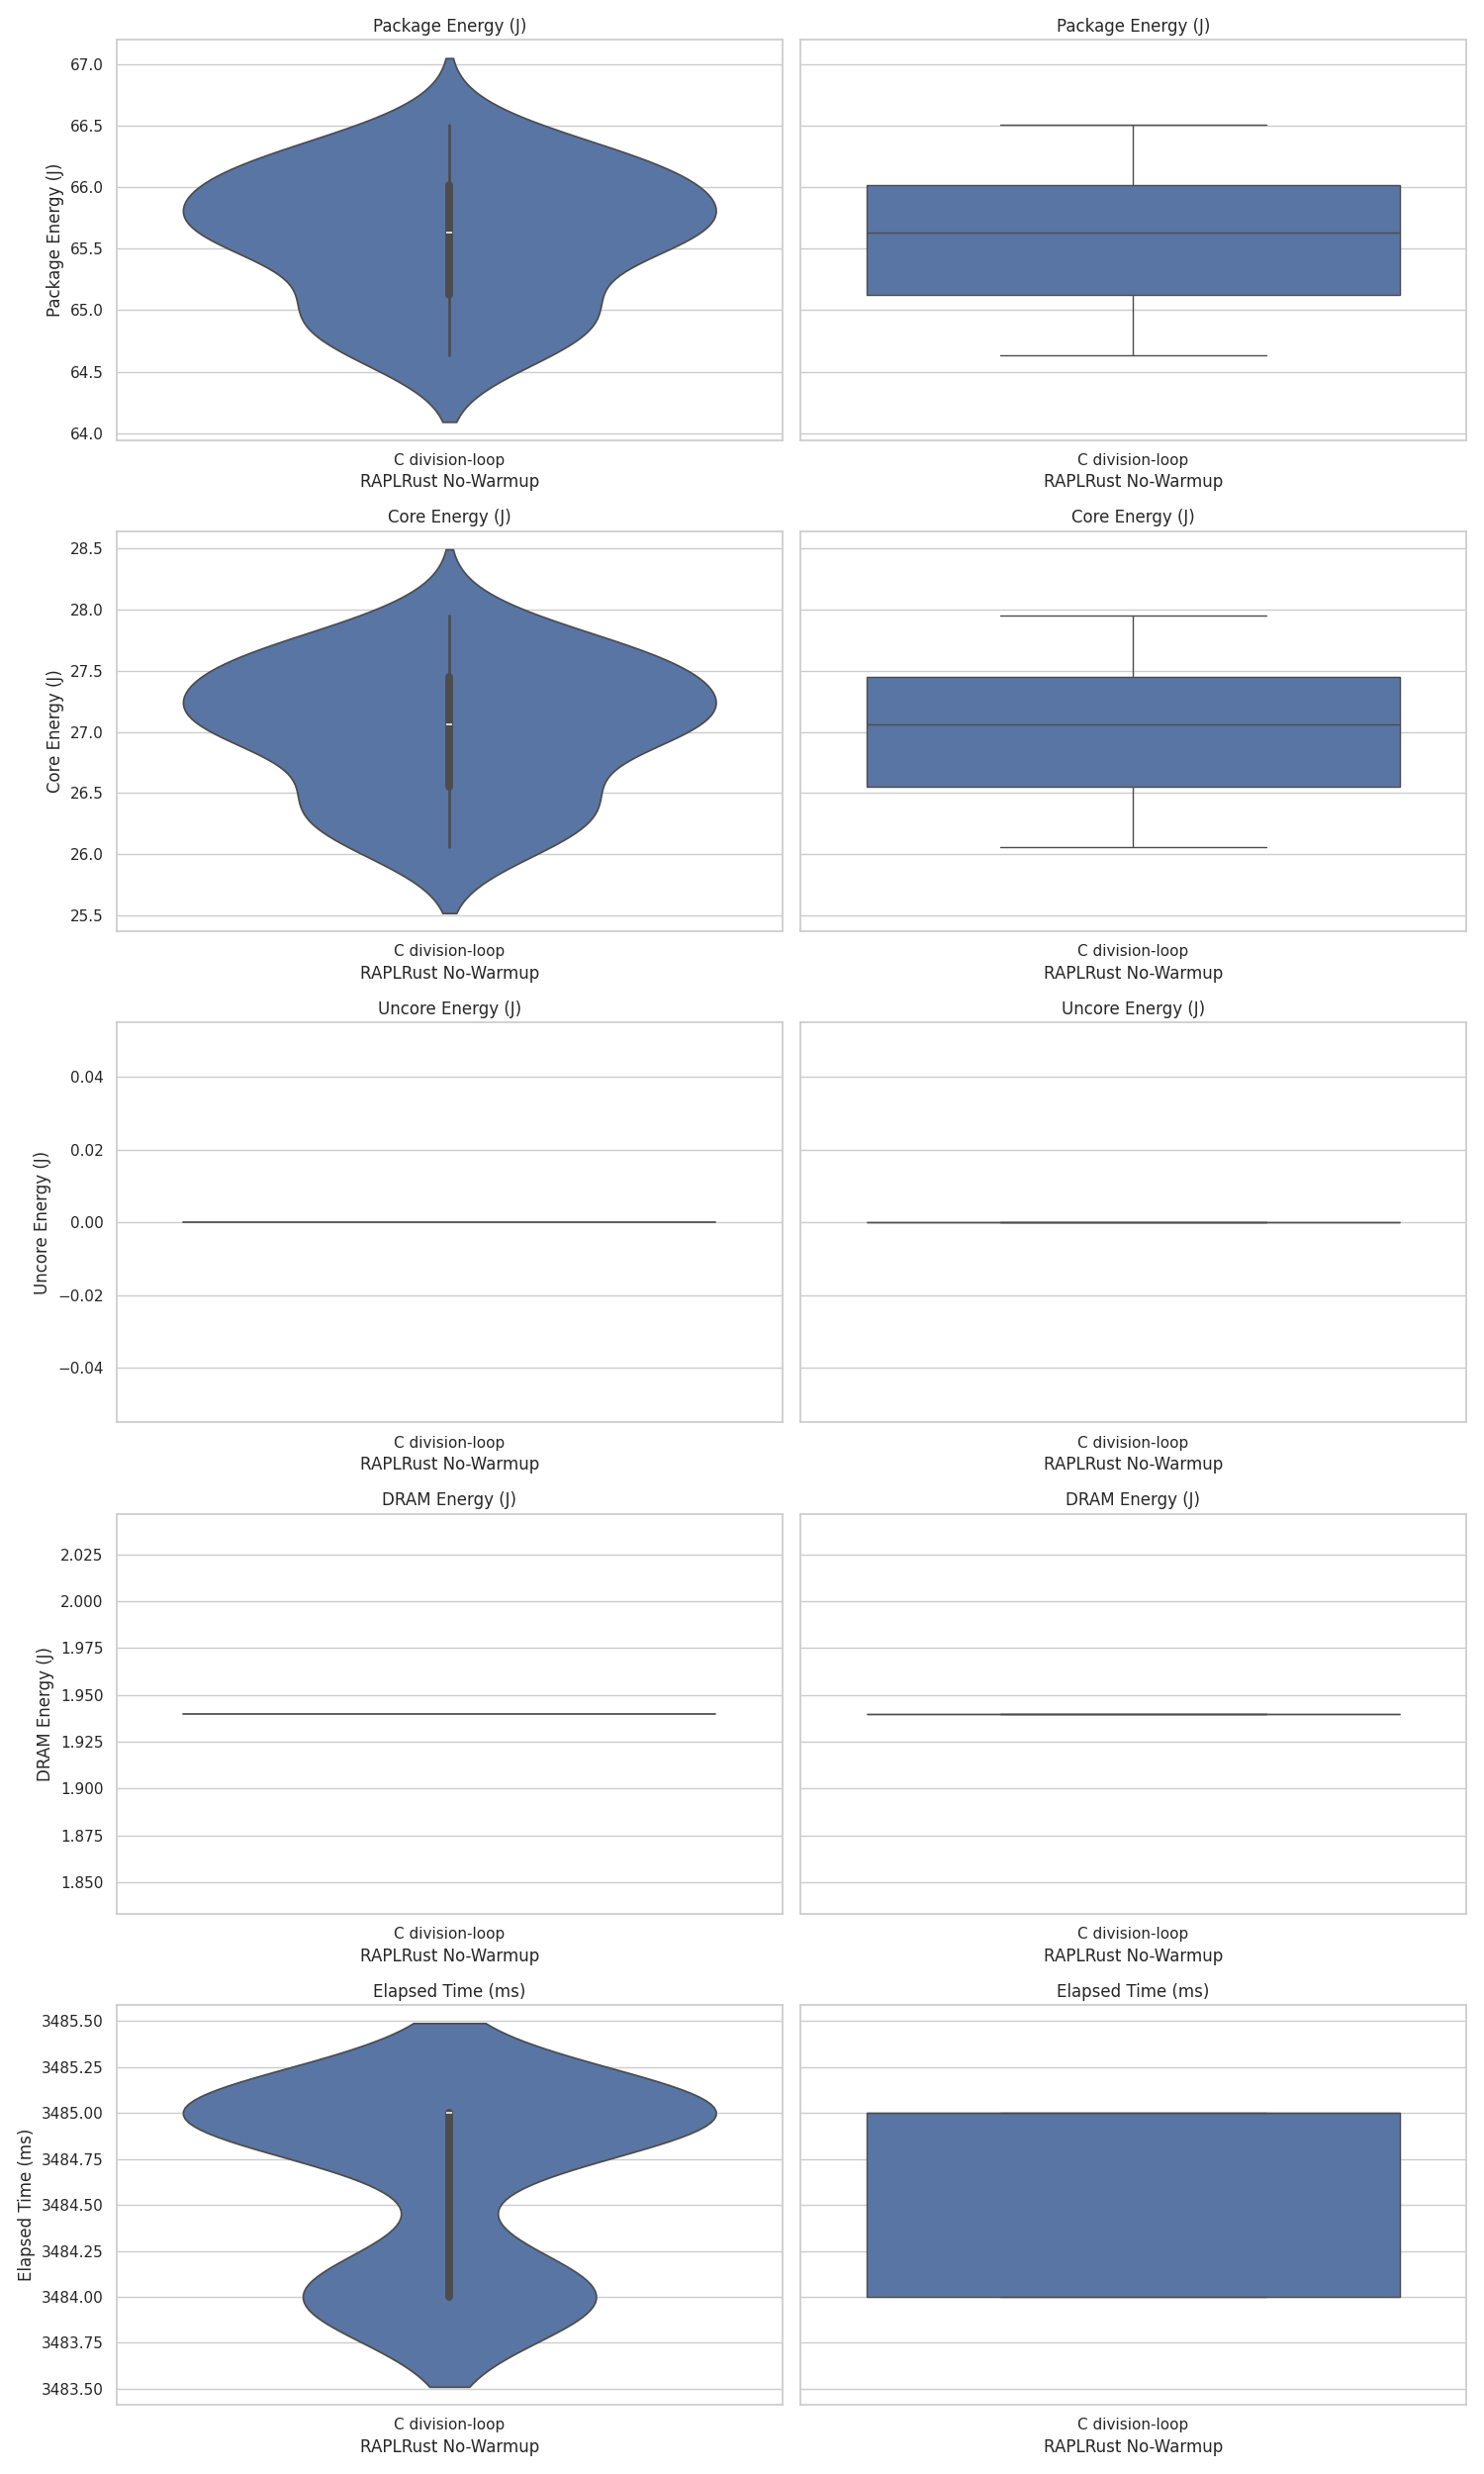 Package Energy (J)
Package Energy (J)
Package Energy (J)
67.0
66.5
66.0
65.5
65.0
64.5
64.0
C division-loop
RAPLRust No-Warmup
C division-loop
RAPLRust No-Warmup
Core Energy (J)
Core Energy (J)
Core Energy (J)
28.5
28.0
27.5
27.0
26.5
26.0
25.5
C division-loop
RAPLRust No-Warmup
C division-loop
RAPLRust No-Warmup
Uncore Energy (J)
Uncore Energy (J)
Uncore Energy (J)
0.04
0.02
0.00
−0.02
−0.04
C division-loop
RAPLRust No-Warmup
C division-loop
RAPLRust No-Warmup
DRAM Energy (J)
DRAM Energy (J)
DRAM Energy (J)
2.025
2.000
1.975
1.950
1.925
1.900
1.875
1.850
C division-loop
RAPLRust No-Warmup
C division-loop
RAPLRust No-Warmup
Elapsed Time (ms)
Elapsed Time (ms)
Elapsed Time (ms)
3485.50
3485.25
3485.00
3484.75
3484.50
3484.25
3484.00
3483.75
3483.50
C division-loop
RAPLRust No-Warmup
C division-loop
RAPLRust No-Warmup